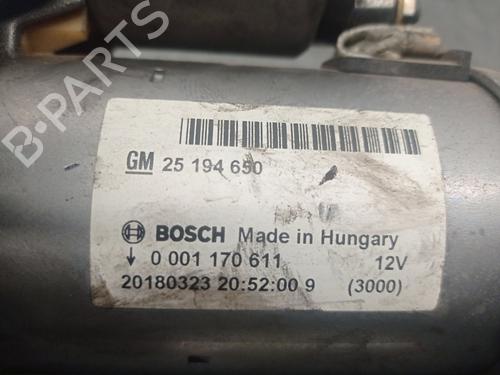 B-PARTS
GM 25 194 650
BOSCH Made in Hungary
↓ 0 001 170 611 12V
20180323 20:52:00 9 (3000)